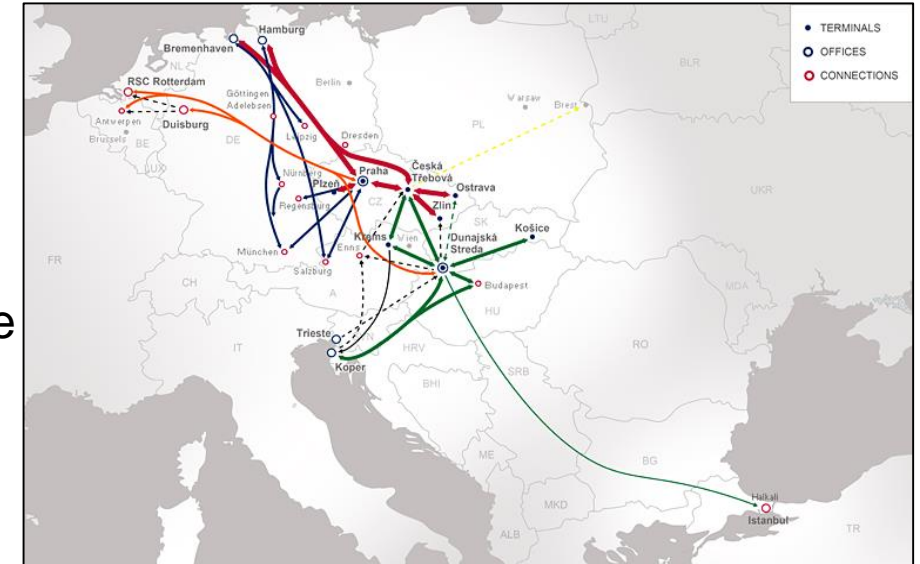 e
TERMINALS
OFFICES
CONNECTIONS
LTU
BLR
Hamburg
Bremenhaven
NL
Berlin
RSC Rotterdam
Göttingen
Adelebsen
Warsaw
Brest
Antwerpen
Brussels
Duisburg
Leipzig
Dresden
PL
BE
DE
LUX
Praha
Česká
Třebová
Nürnberg
Plzeň
Ostrava
UKR
Regensburg
CZ
Zlín
SK
Košice
FR
Krems
Wien
Dunajská
Streda
München
Enns
Salzburg
Budapest
CH
A
HU
MDA
Trieste
IT
HRV
RO
Koper
SRB
BHI
ME
BG
MKD
Halkali
Istanbul
ALB
TR